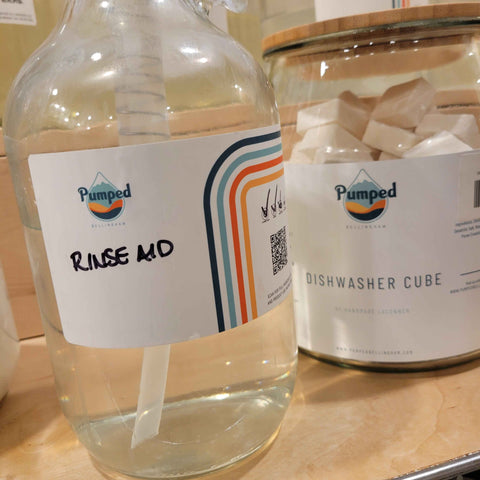 Pumped
BELLINGHAM
RINSE AID
Pumped
BELLINGHAM
DISHWASHER CUBE
WWW.PUMPEDBELLINGHAM.COM